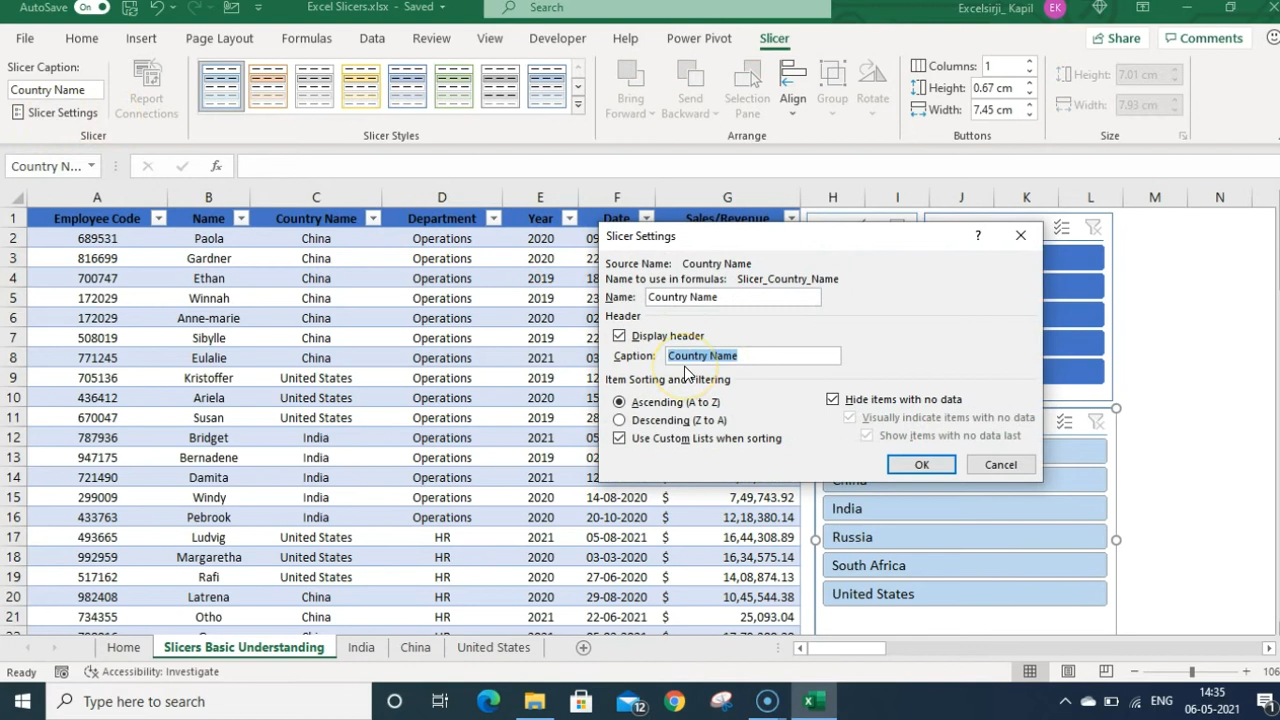 AutoSave On Excel Slicers.xlsx - Saved Search Excelsirji_Kapil EK
File Home Insert Page Layout Formulas Data Review View Developer Help Power Pivot Slicer Share Comments
Slicer Caption:
Country Name
Slicer Settings
Report Connections
Slicer
Slicer Styles
Bring Forward
Send Backward
Selection Pane
Align
Group
Rotate
Arrange
Columns: 1
Height: 0.67 cm
Width: 7.45 cm
Buttons
Height: 7.01 cm
Width: 7.93 cm
Size
Country N... fx
A B C D E F G H I J K L M N
1 Employee Code Name Country Name Department Year Date Sales/Revenue
2 689531 Paola China Operations 2020 09
3 816699 Gardner China Operations 2020 22
4 700747 Ethan China Operations 2019 18
5 172029 Winnah China Operations 2019
6 172029 Anne-marie China Operations 2020
7 508019 Sibylle China Operations 2019
8 771245 Eulalie China Operations 2021
9 705136 Kristoffer United States Operations 2019
10 436412 Ariela United States Operations 2019
11 670047 Susan United States Operations 2019
12 787936 Bridget India Operations 2021
13 947175 Bernadene India Operations 2020
14 721490 Damita India Operations 2021
15 299009 Windy India Operations 2020 14-08-2020 $ 7,49,743.92
16 433763 Pebrook India Operations 2020 20-10-2020 $ 12,18,380.14
17 493665 Ludvig United States HR 2021 05-08-2021 $ 16,44,308.89
18 992959 Margaretha United States HR 2020 03-03-2020 $ 16,34,575.14
19 517162 Rafi United States HR 2020 27-06-2020 $ 14,08,874.13
20 982408 Latrena China HR 2020 29-08-2020 $ 10,45,544.38
21 734355 Otho China HR 2021 22-06-2021 $ 25,093.04
Slicer Settings ?
Source Name: Country Name
Name to use in formulas: Slicer_Country_Name
Name: Country Name
Header
Display header
Caption: Country Name
Item Sorting and Filtering
Ascending (A to Z)
Descending (Z to A)
Use Custom Lists when sorting
Hide items with no data
Visually indicate items with no data
Show items with no data last
OK Cancel
China
India
Russia
South Africa
United States
Home Slicers Basic Understanding India China United States
Ready Accessibility: Investigate 106
Type here to search 12 ENG 14:35
06-05-2021 1